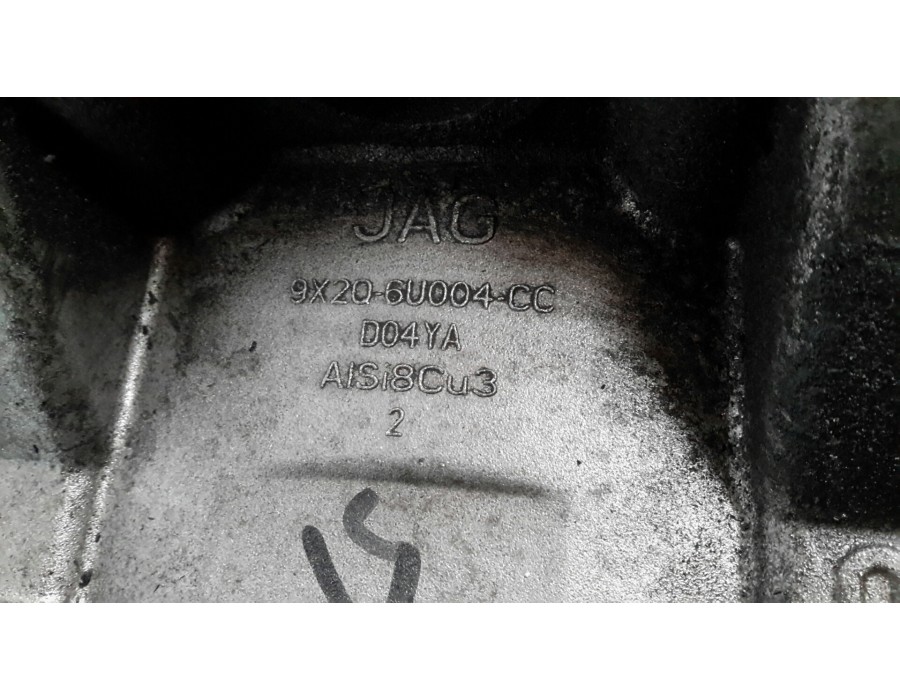 JAG
9X2Q-6U004-CC
D04YA
AlSi8Cu3
2